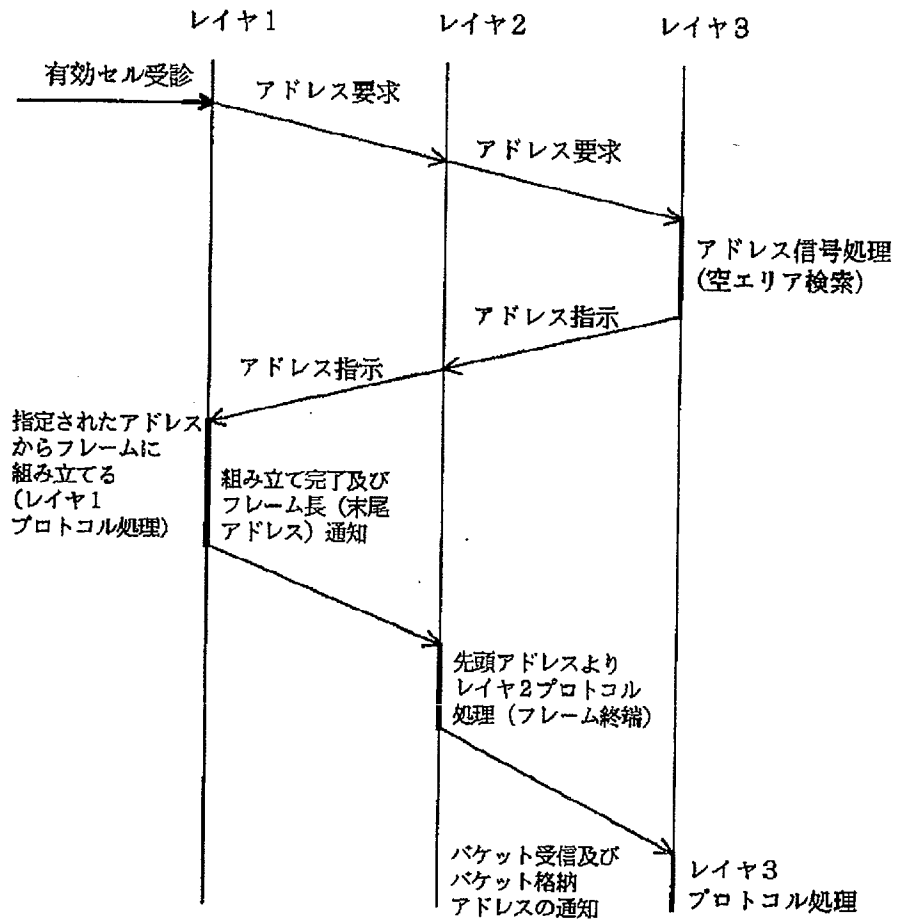 レイヤ1
レイヤ2
レイヤ3
有効セル受診
アドレス要求
アドレス要求
アドレス信号処理
(空エリア検索)
アドレス指示
アドレス指示
指定されたアドレス
からフレームに
組み立てる
(レイヤ1
プロトコル処理)
組み立て完了及び
フレーム長(末尾
アドレス)通知
先頭アドレスより
レイヤ2プロトコル
処理(フレーム終端)
パケット受信及び
パケット格納
アドレスの通知
レイヤ3
プロトコル処理